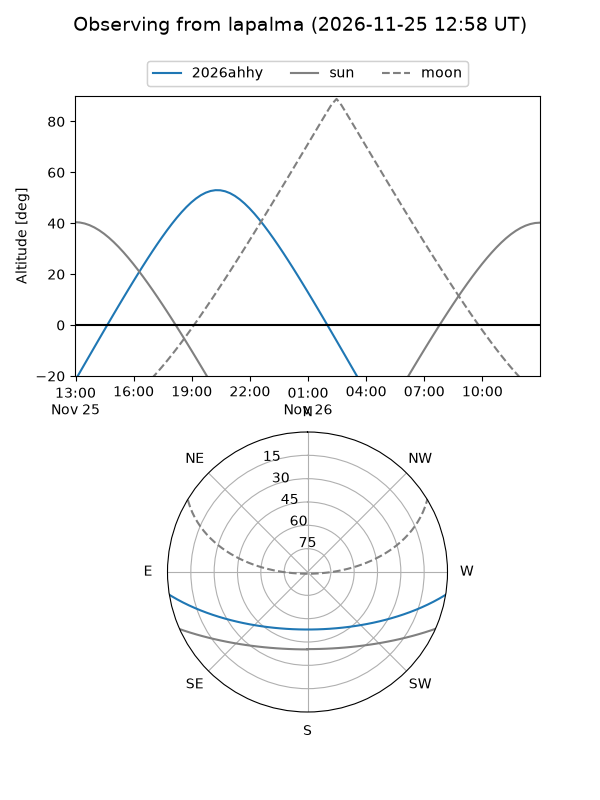 Observing from lapalma (2026-11-25 12:58 UT)
2026ahhy sun moon
Altitude [deg]
80
60
40
20
0
−20
13:00 16:00 19:00 22:00 01:00 04:00 07:00 10:00
Nov 25 Nov 26
N
NE NW
15
30
45
60
75
E W
SE SW
S